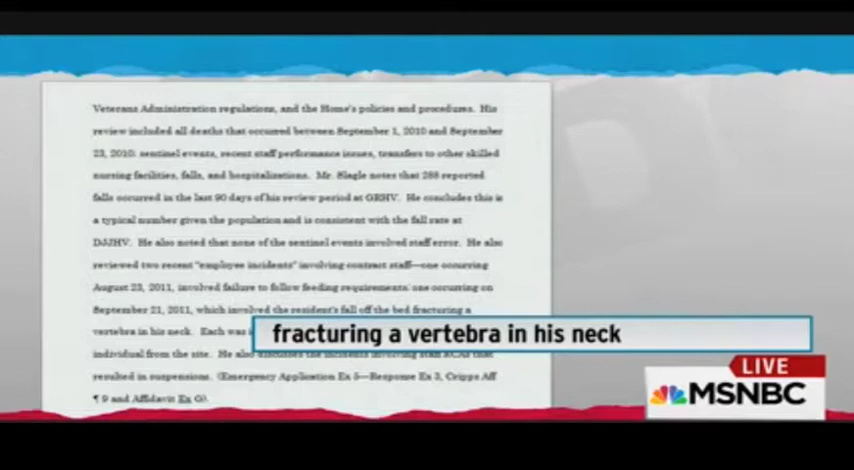 Veterans Administration regulations, and the Home's policies and procedures. His
review included all deaths that occurred between September 1, 2010 and September
23, 2010: sentinel events, recent staff performance issues, transfers to other skilled
nursing facilities, falls, and hospitalizations. Mr. Slagle notes that 288 reported
falls occurred in the last 90 days of his review period at GRHV. He concludes this is
a typical number given the population and is consistent with the fall rate at
DJJHV. He also noted that none of the sentinel events involved staff error. He also
reviewed two recent "employee incidents" involving contract staff—one occurring
August 23, 2011, involved failure to follow feeding requirements; one occurring on
September 21, 2011, which involved the resident's fall off the bed fracturing a
vertebra in his neck. Each was
fracturing a vertebra in his neck
individual from the site. He also discusses the incidents involving staff that
resulted in suspensions. (Emergency Application Ex 5—Response Ex 3, Cripps Aff
¶ 9 and Affidavit Ex G).
LIVE
MSNBC